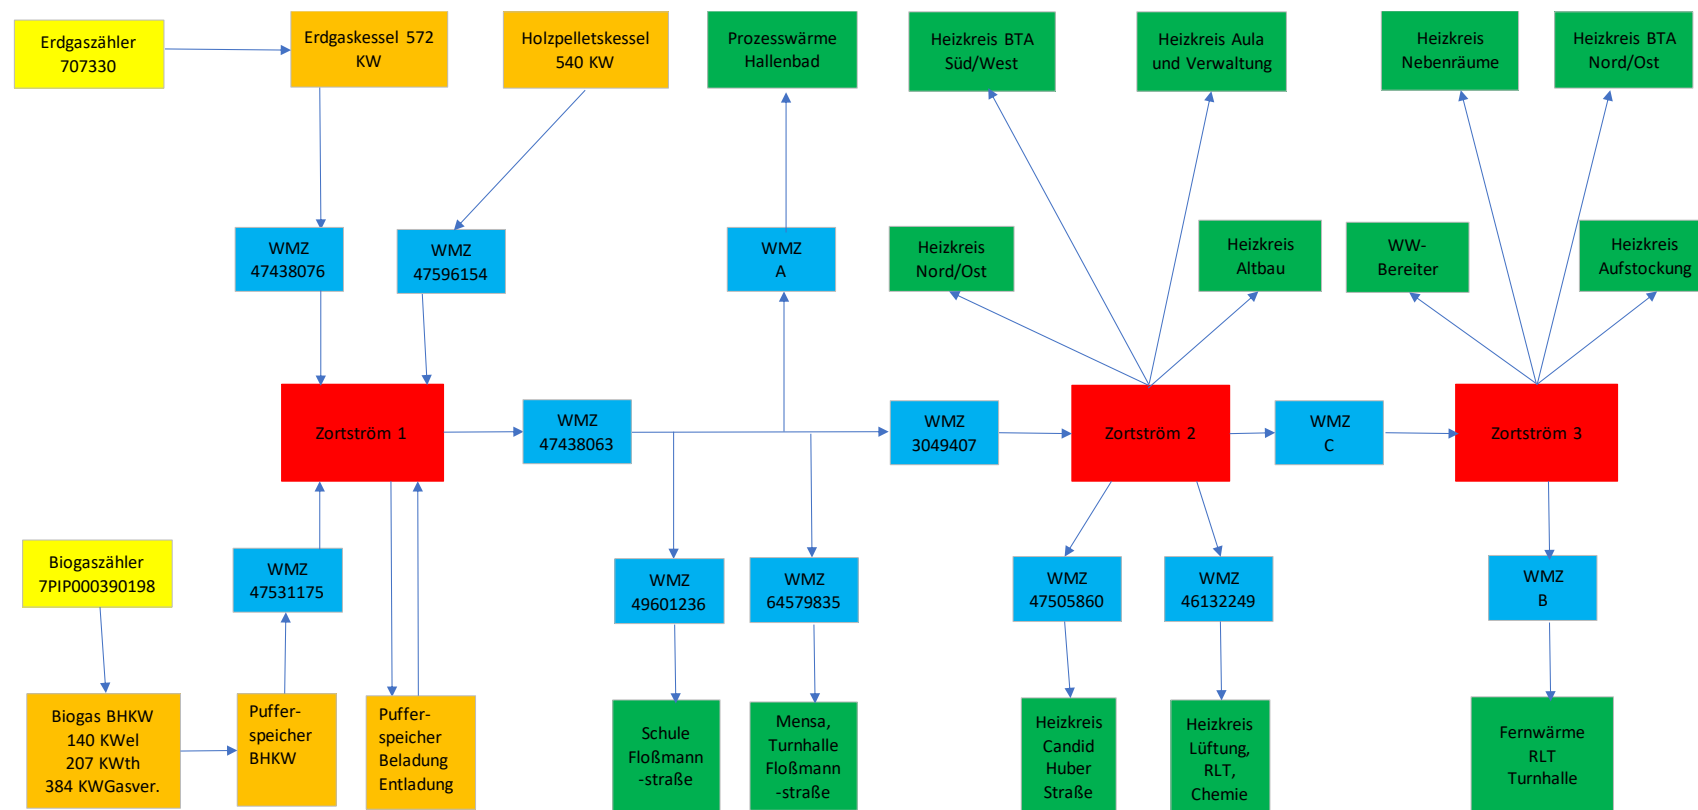 Erdgaszähler
707330
Erdgaskessel 572
KW
Holzpelletskessel
540 KW
Prozesswärme
Hallenbad
Heizkreis BTA
Süd/West
Heizkreis Aula
und Verwaltung
Heizkreis
Nebenräume
Heizkreis BTA
Nord/Ost
WMZ
47438076
WMZ
47596154
WMZ
A
Heizkreis
Nord/Ost
Heizkreis
Altbau
WW-
Bereiter
Heizkreis
Aufstockung
Zortström 1
WMZ
47438063
WMZ
3049407
Zortström 2
WMZ
C
Zortström 3
Biogaszähler
7PIP000390198
WMZ
47531175
WMZ
49601236
WMZ
64579835
WMZ
47505860
WMZ
46132249
WMZ
B
Biogas BHKW
140 KWel
207 KWth
384 KWGasver.
Puffer-
speicher
BHKW
Puffer-
speicher
Beladung
Entladung
Schule
Floßmann
-straße
Mensa,
Turnhalle
Floßmann
-straße
Heizkreis
Candid
Huber
Straße
Heizkreis
Lüftung,
RLT,
Chemie
Fernwärme
RLT
Turnhalle